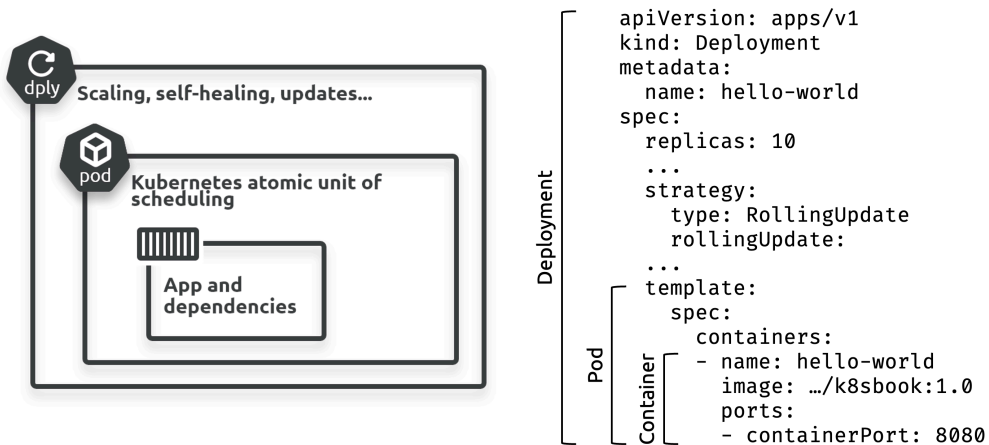 dply
Scaling, self-healing, updates...
pod
Kubernetes atomic unit of
scheduling
App and
dependencies
Deployment
Pod
Container
apiVersion: apps/v1
kind: Deployment
metadata:
  name: hello-world
spec:
  replicas: 10
  ...
  strategy:
    type: RollingUpdate
    rollingUpdate:
  ...
  template:
    spec:
      containers:
      - name: hello-world
        image: …/k8sbook:1.0
        ports:
        - containerPort: 8080